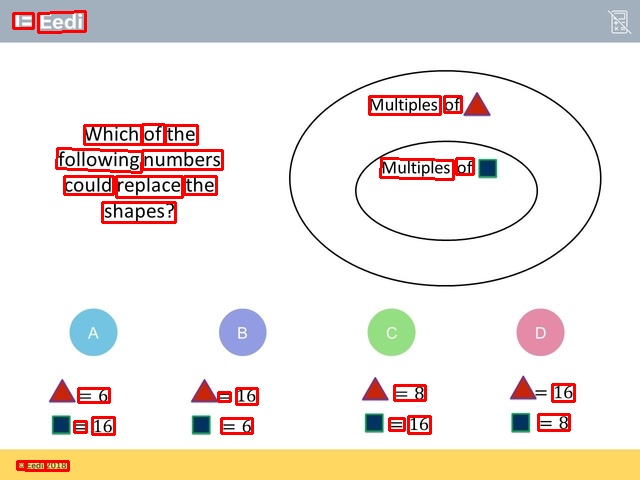 Eedi
Multiples of
Which of the
following numbers
could replace the
shapes?
Multiples of
A
B
C
D
= 6
= 16
= 8
= 16
= 16
= 6
= 16
= 8
© Eedi 2018